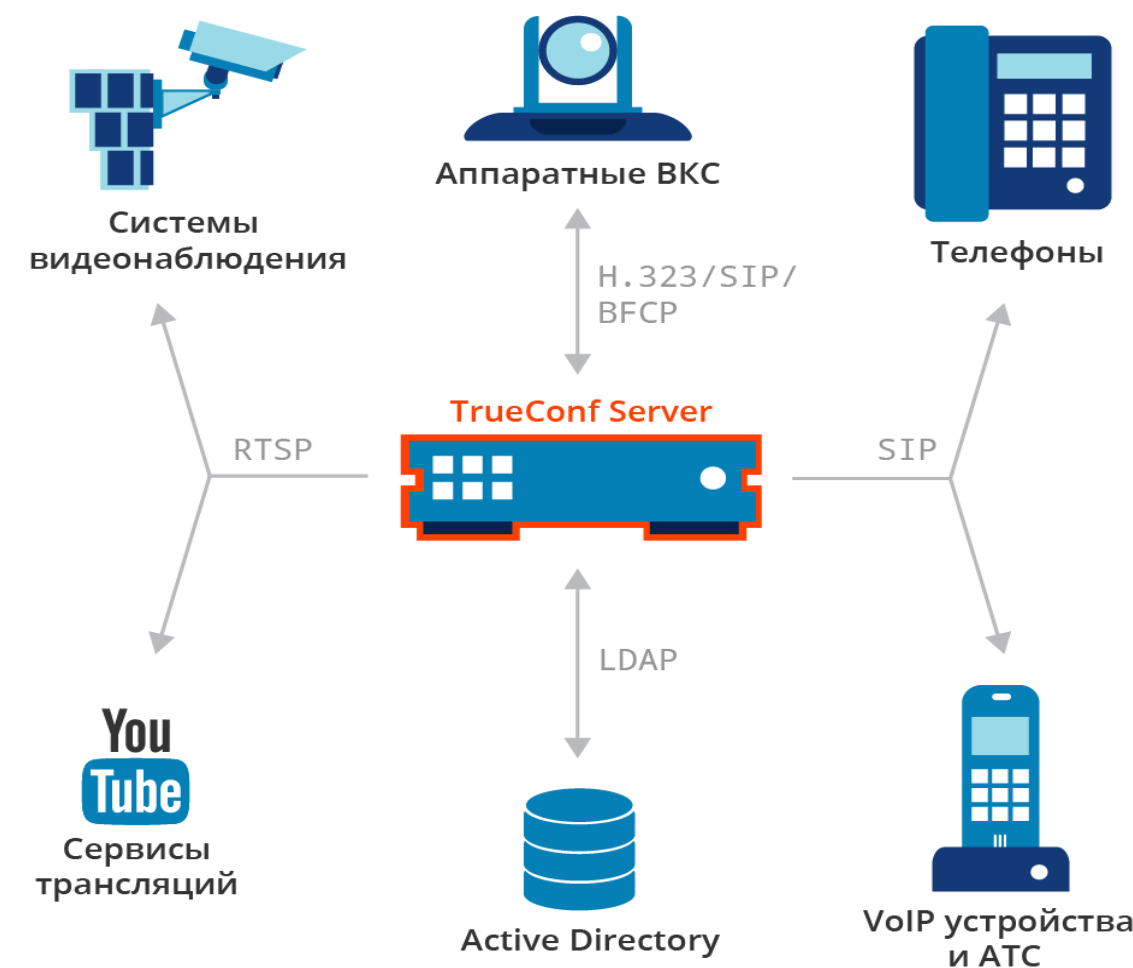 Аппаратные ВКС
Системы
видеонаблюдения
Телефоны
H.323/SIP/
BFCP
TrueConf Server
RTSP
SIP
LDAP
You
Tube
Сервисы
трансляций
Active Directory
VoIP устройства
и АТС